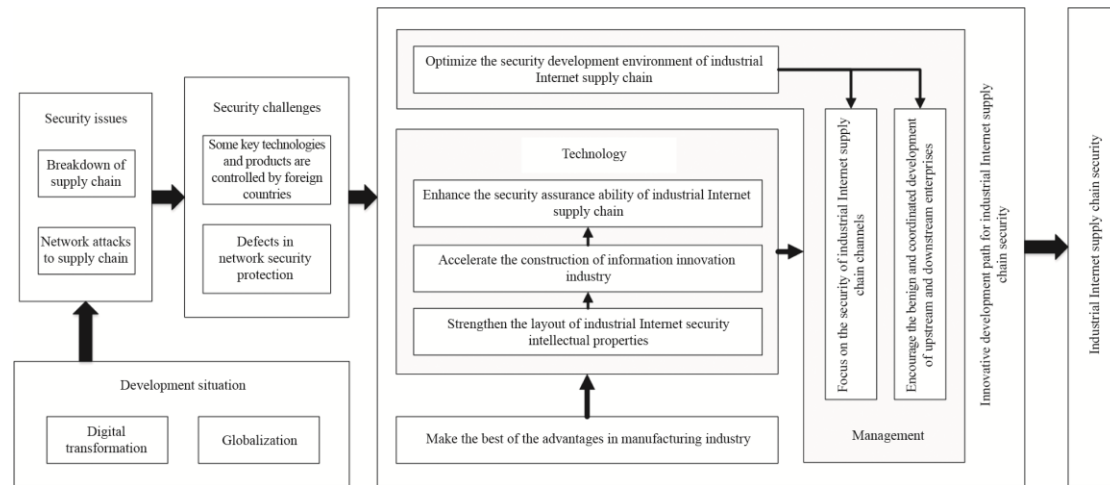 Security issues
Breakdown of
supply chain
Network attacks
to supply chain
Security challenges
Some key technologies
and products are
controlled by foreign
countries
Defects in
network security
protection
Development situation
Digital
transformation
Globalization
Optimize the security development environment of industrial
Internet supply chain
Technology
Enhance the security assurance ability of industrial Internet
supply chain
Accelerate the construction of information innovation
industry
Strengthen the layout of industrial Internet security
intellectual properties
Make the best of the advantages in manufacturing industry
Focus on the security of industrial Internet supply
chain channels
Encourage the benign and coordinated development
of upstream and downstream enterprises
Management
Innovative development path for industrial Internet supply
chain security
Industrial Internet supply chain security